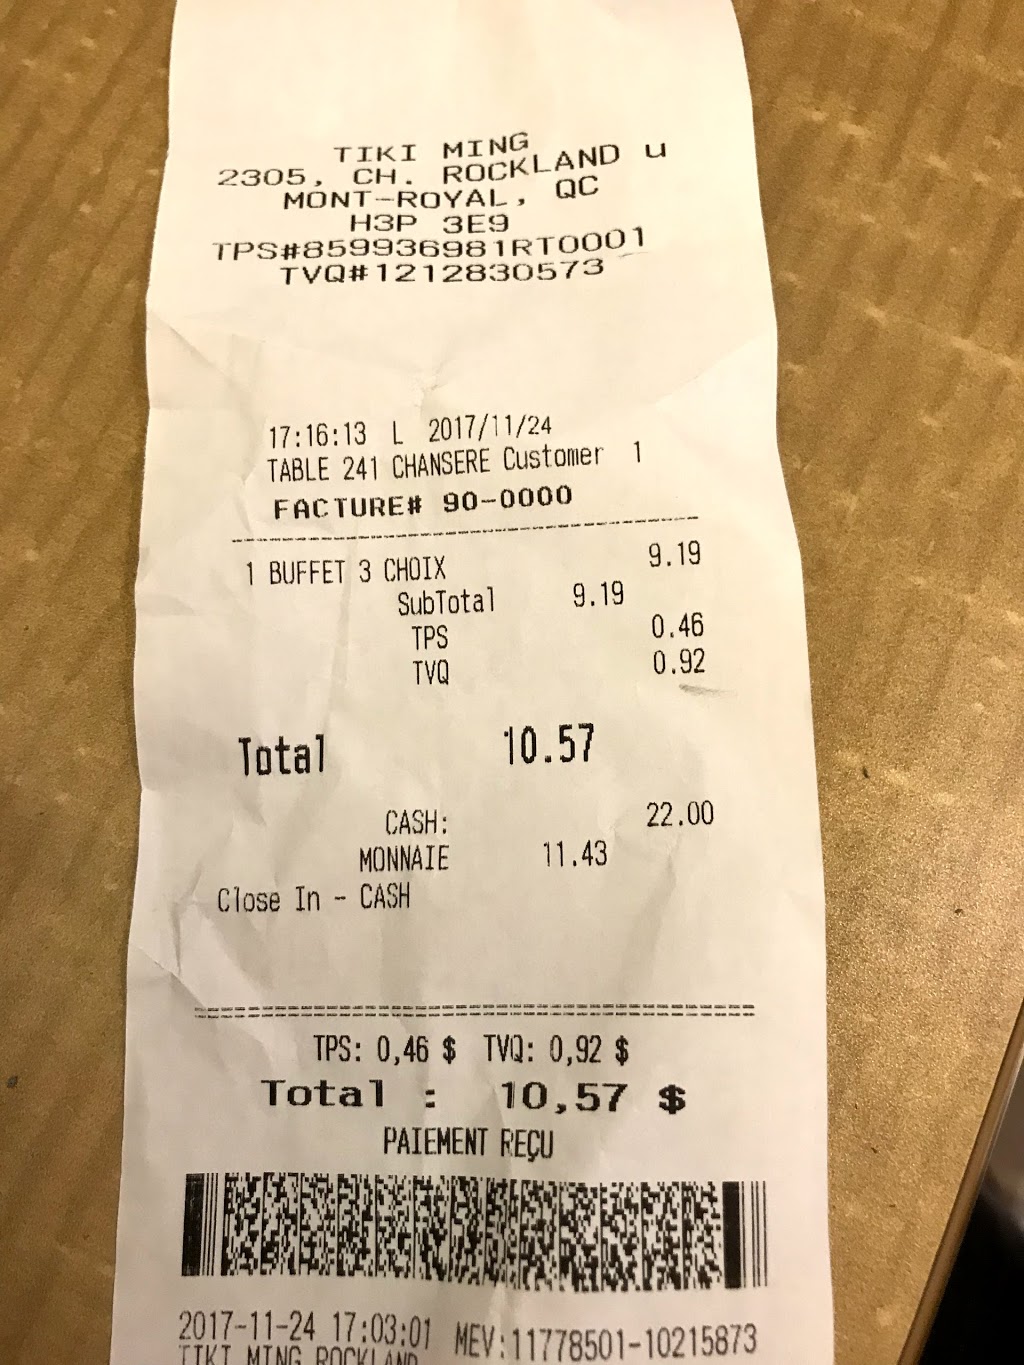 TIKI MING
2305, CH. ROCKLAND u
MONT-ROYAL, QC
H3P 3E9
TPS#859936981RT0001
TVQ#1212830573
17:16:13 L 2017/11/24
TABLE 241 CHANSERE Customer 1
FACTURE# 90-0000
1 BUFFET 3 CHOIX 9.19
SubTotal 9.19
TPS 0.46
TVQ 0.92
Total 10.57
CASH: 22.00
MONNAIE 11.43
Close In - CASH
TPS: 0,46 $ TVQ: 0,92 $
Total : 10,57 $
PAIEMENT REÇU
2017-11-24 17:03:01 MEV:11778501-10215873
TIKI MING ROCKLAND